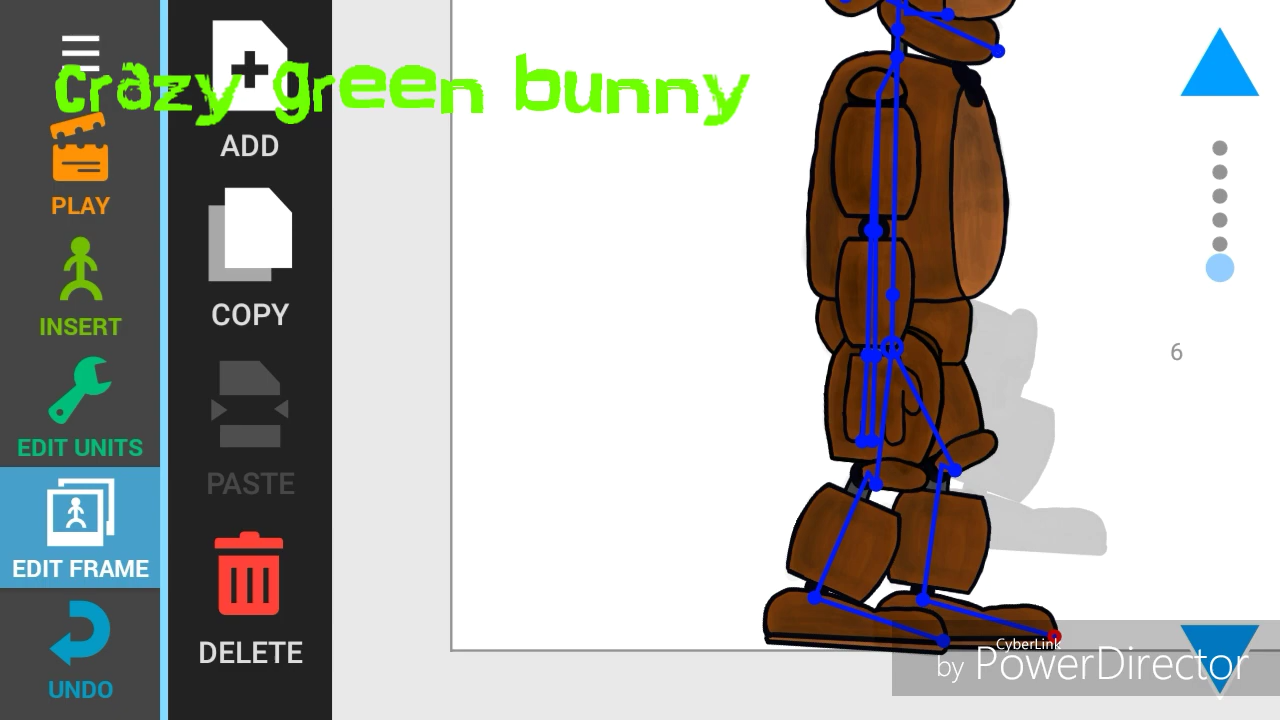 crazy green bunny
ADD
PLAY
COPY
INSERT
6
EDIT UNITS
PASTE
EDIT FRAME
DELETE
UNDO
CyberLink
by PowerDirector